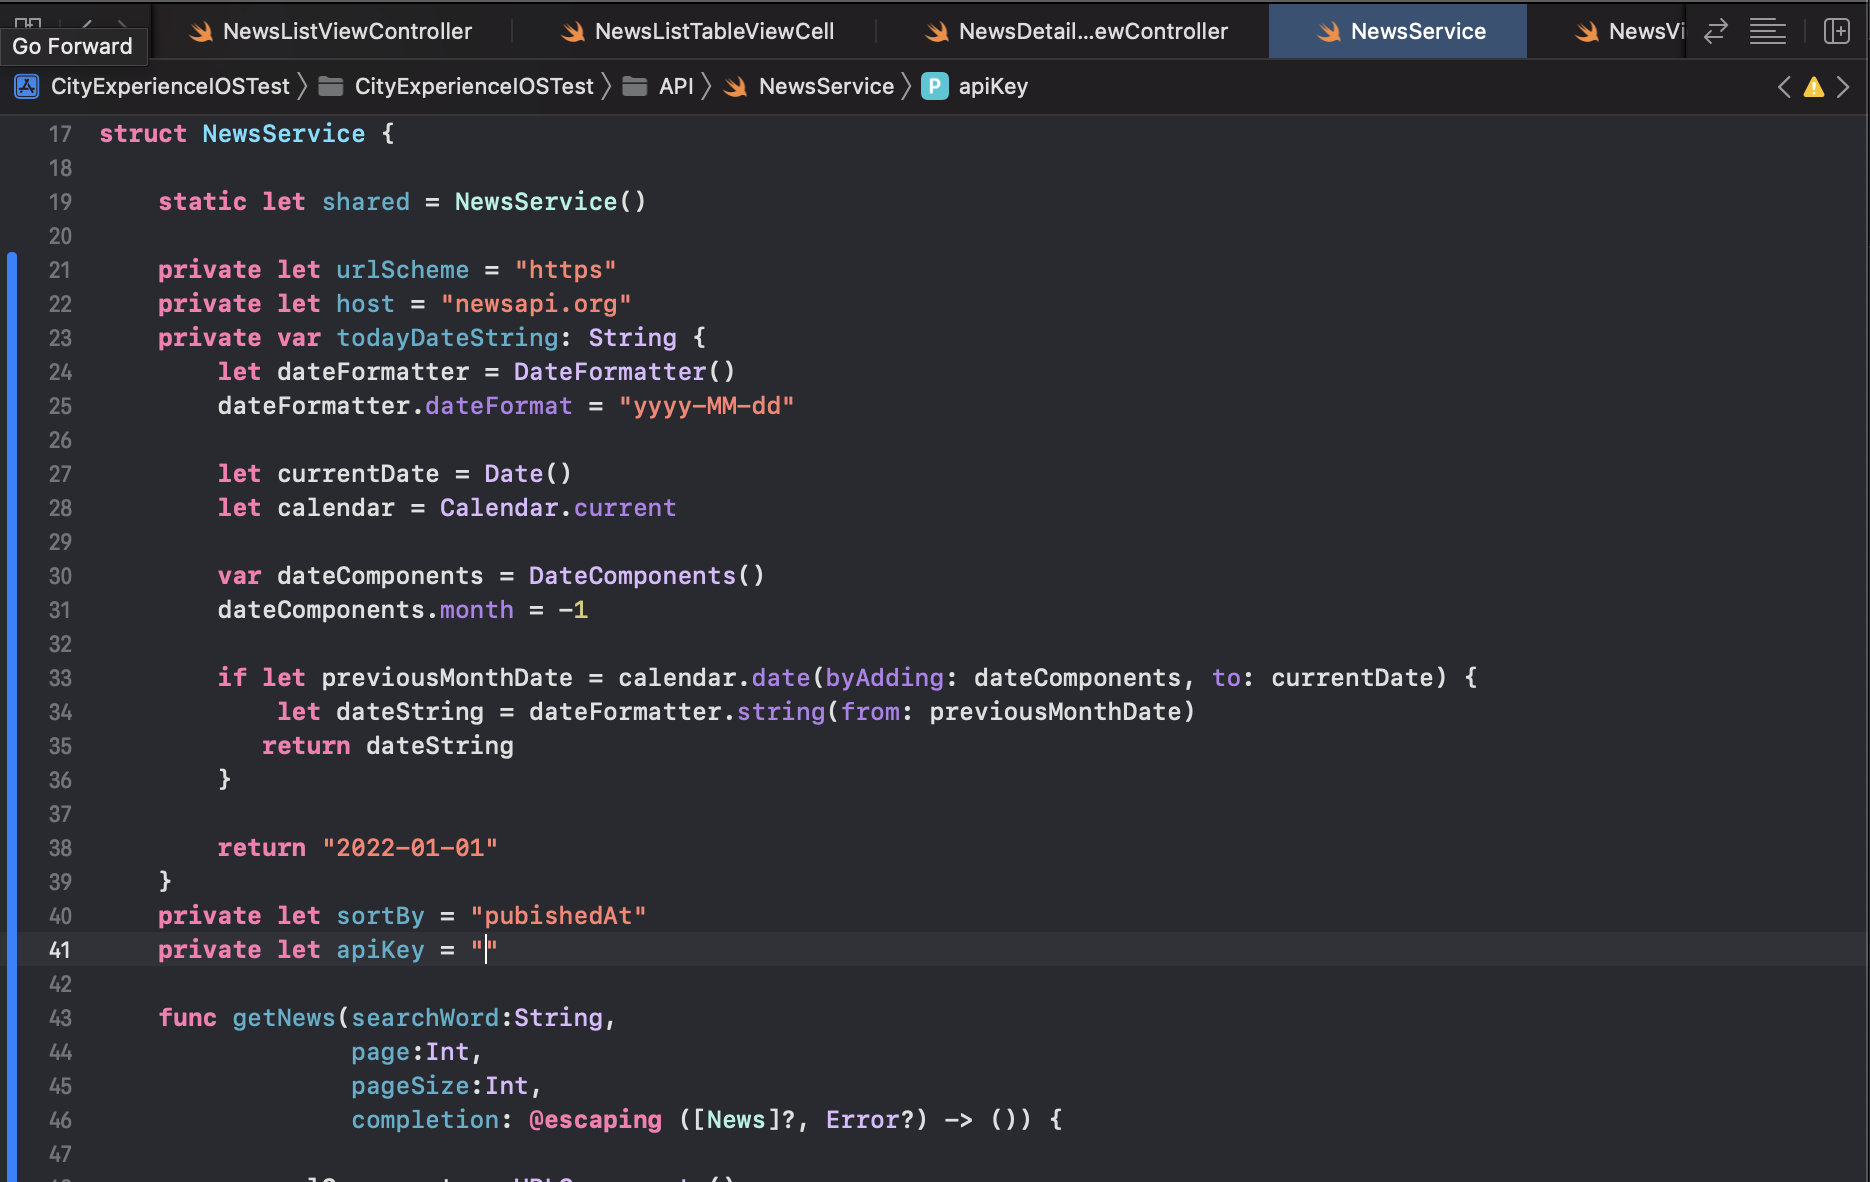 Go Forward
NewsListViewController
NewsListTableViewCell
NewsDetail...ewController
NewsService
NewsVi
CityExperienceIOSTest
CityExperienceIOSTest
API
NewsService
P apiKey
17 struct NewsService {
18
19 static let shared = NewsService()
20
21 private let urlScheme = "https"
22 private let host = "newsapi.org"
23 private var todayDateString: String {
24 let dateFormatter = DateFormatter()
25 dateFormatter.dateFormat = "yyyy-MM-dd"
26
27 let currentDate = Date()
28 let calendar = Calendar.current
29
30 var dateComponents = DateComponents()
31 dateComponents.month = -1
32
33 if let previousMonthDate = calendar.date(byAdding: dateComponents, to: currentDate) {
34 let dateString = dateFormatter.string(from: previousMonthDate)
35 return dateString
36 }
37
38 return "2022-01-01"
39 }
40 private let sortBy = "pubishedAt"
41 private let apiKey = ""
42
43 func getNews(searchWord:String,
44 page:Int,
45 pageSize:Int,
46 completion: @escaping ([News]?, Error?) -> ()) {
47